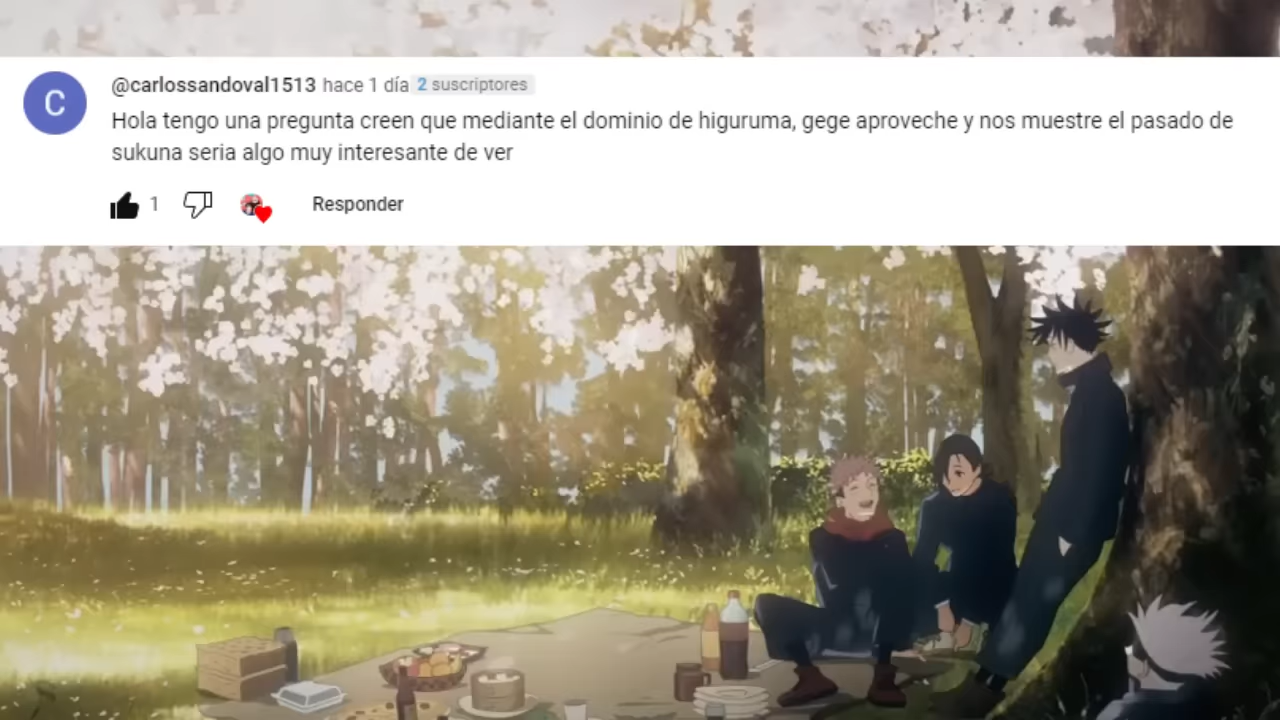 C
@carlossandoval1513 hace 1 día 2 suscriptores
Hola tengo una pregunta creen que mediante el dominio de higuruma, gege aproveche y nos muestre el pasado de
sukuna seria algo muy interesante de ver
1 Responder